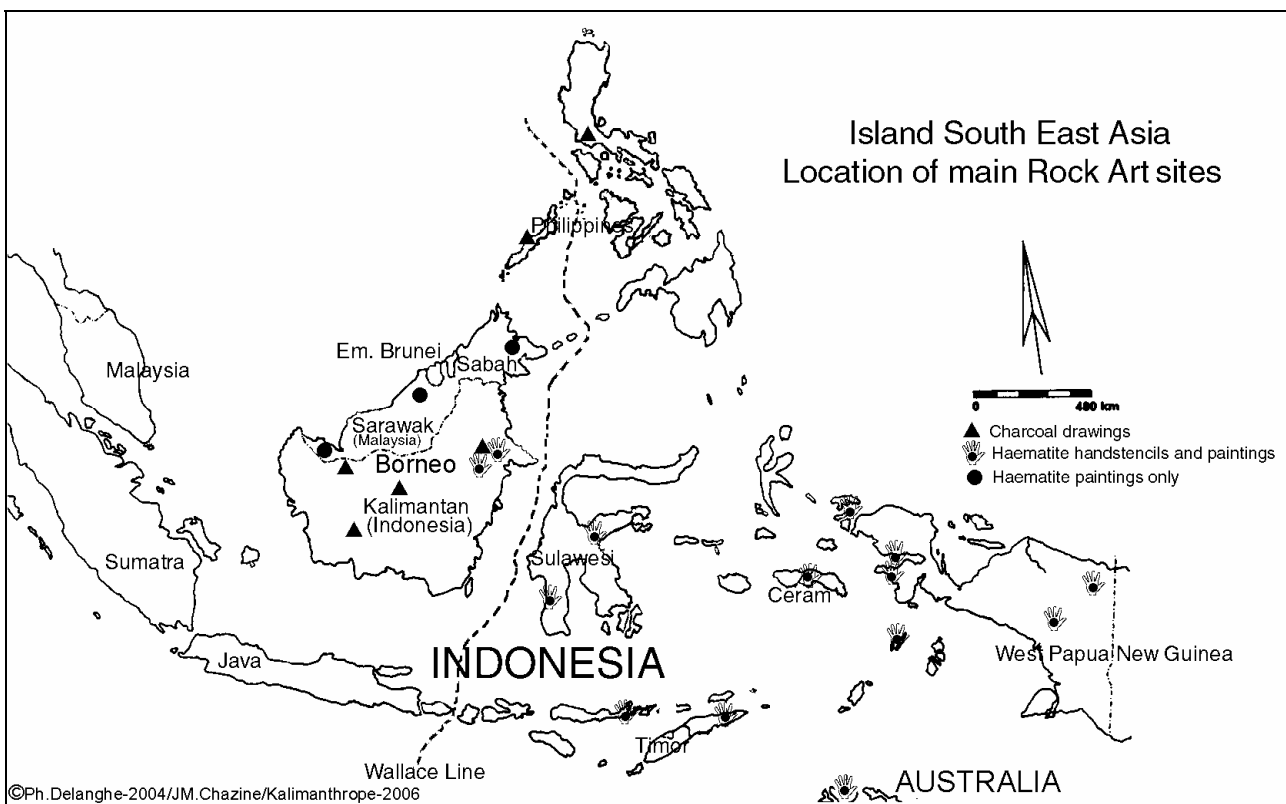 Island South East Asia
Location of main Rock Art sites
Philippines
Em. Brunei
Sabah
Malaysia
Sarawak
(Malaysia)
Borneo
Kalimantan
(Indonesia)
0 480 km
Charcoal drawings
Haematite handstencils and paintings
Haematite paintings only
Sumatra
Sulawesi
Ceram
Java
INDONESIA
West Papua New Guinea
Timor
Wallace Line
AUSTRALIA
©Ph.Delanghe-2004/JM.Chazine/Kalimanthrope-2006